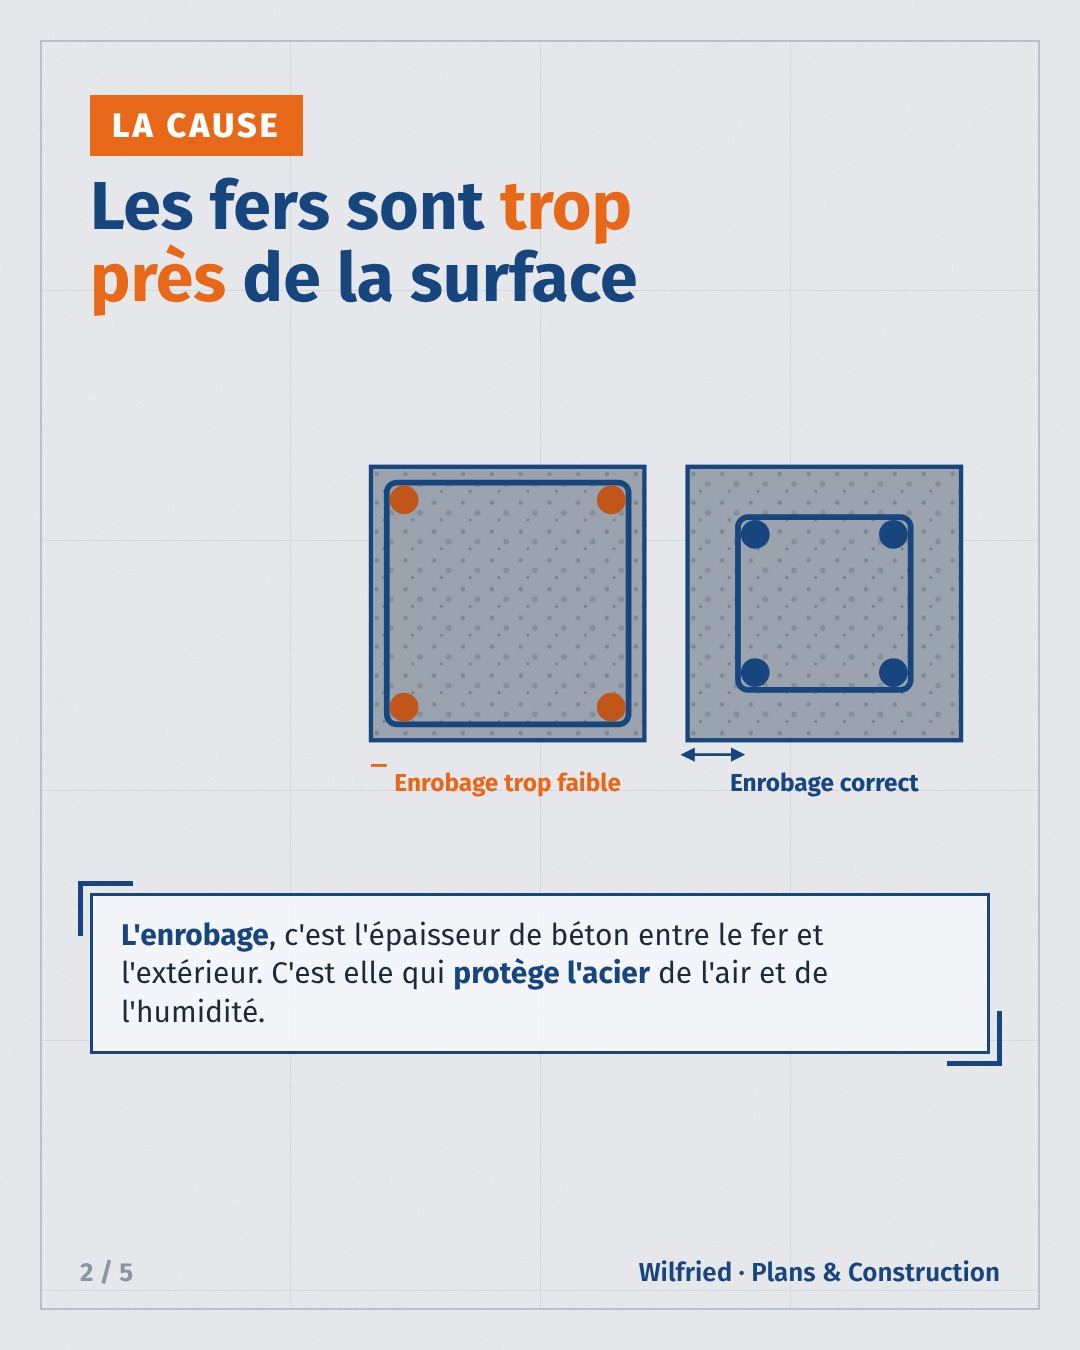 LA CAUSE
Les fers sont trop
près de la surface
Enrobage trop faible
Enrobage correct
L'enrobage, c'est l'épaisseur de béton entre le fer et
l'extérieur. C'est elle qui protège l'acier de l'air et de
l'humidité.
2 / 5
Wilfried · Plans & Construction